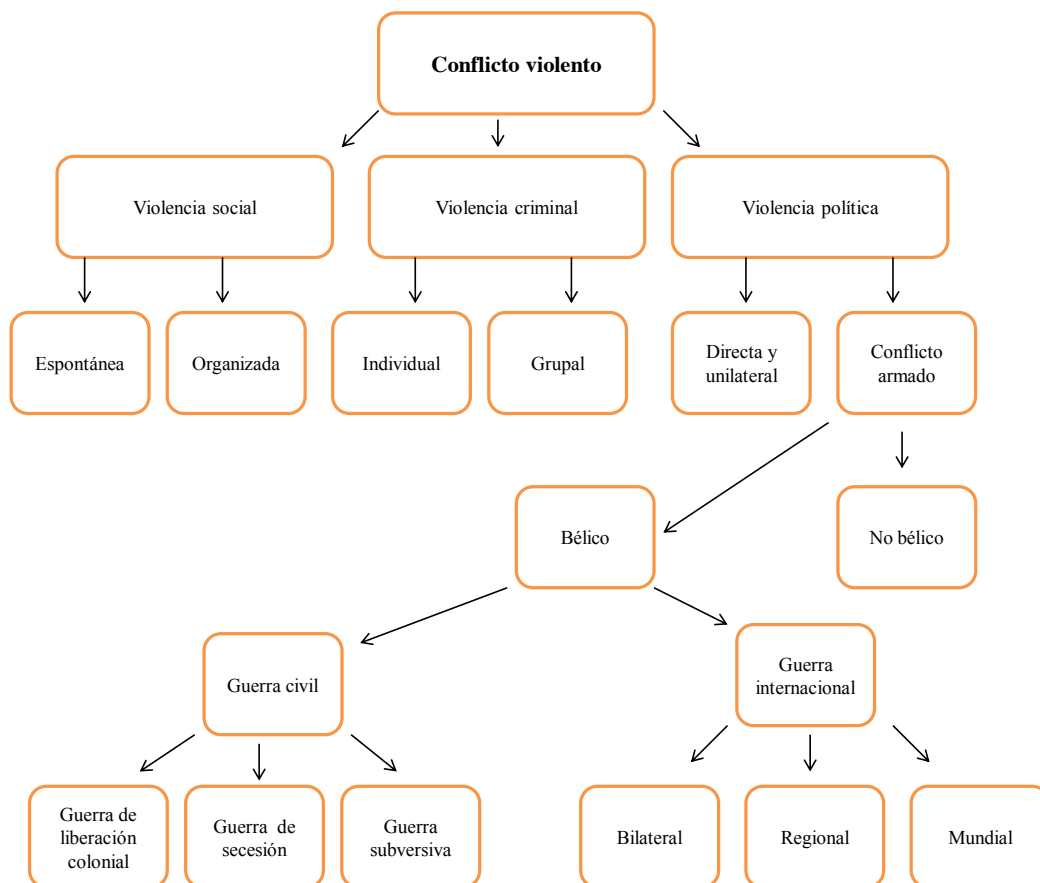 Conflicto violento
Violencia social
Violencia criminal
Violencia política
Espontánea
Organizada
Individual
Grupal
Directa y
unilateral
Conflicto
armado
Bélico
No bélico
Guerra civil
Guerra
internacional
Guerra de
liberación
colonial
Guerra de
secesión
Guerra
subversiva
Bilateral
Regional
Mundial